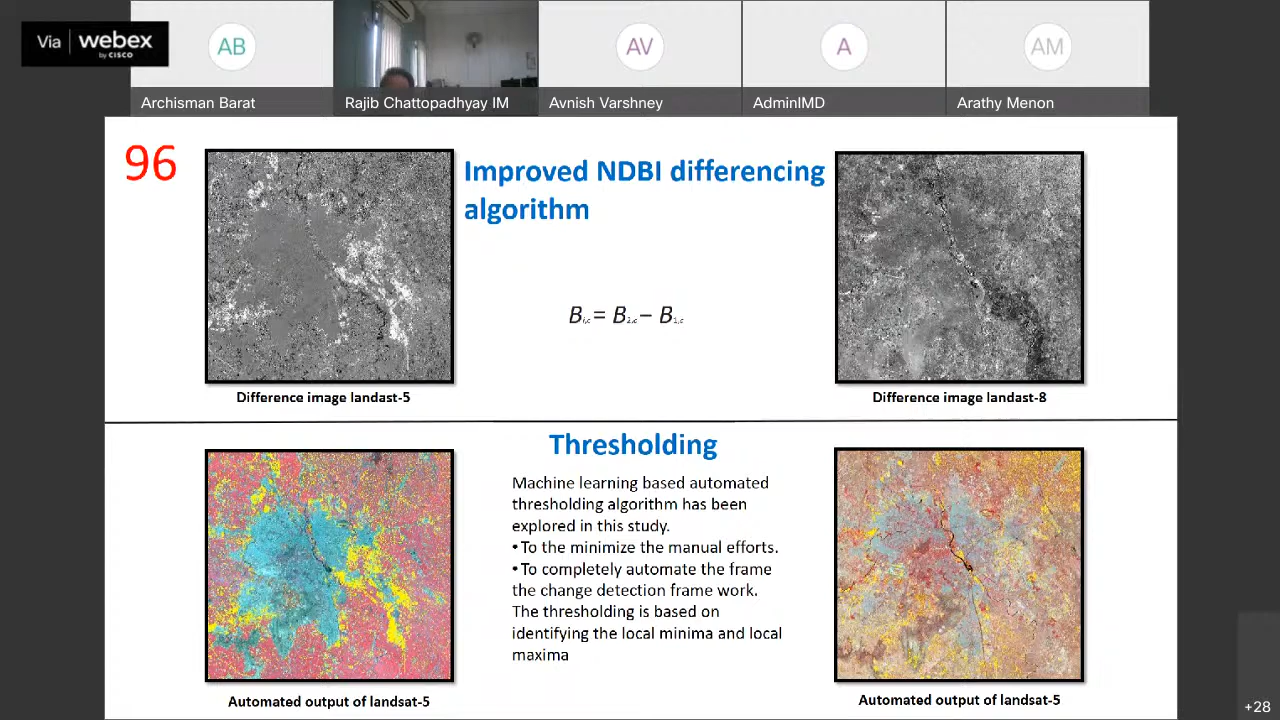 Via webex
by CISCO
AB
AV
A
AM
Archisman Barat
Rajib Chattopadhyay IM
Avnish Varshney
AdminIMD
Arathy Menon
96
Improved NDBI differencing
algorithm
Bi,c = B2,c – B1,c
Difference image landast-5
Difference image landast-8
Thresholding
Machine learning based automated
thresholding algorithm has been
explored in this study.
•To the minimize the manual efforts.
•To completely automate the frame
the change detection frame work.
The thresholding is based on
identifying the local minima and local
maxima
Automated output of landsat-5
Automated output of landsat-5
+28